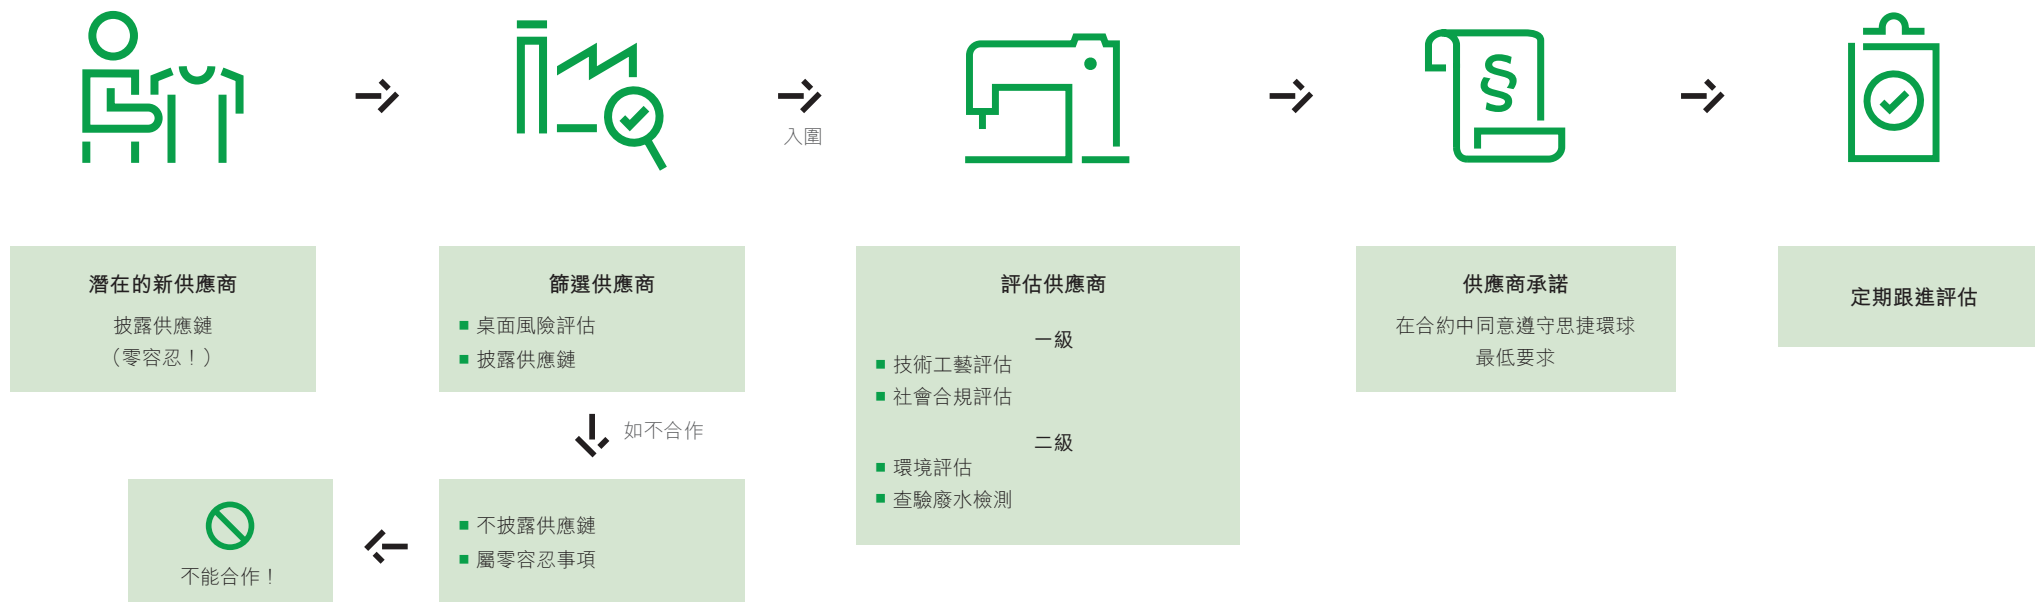 潛在的新供應商
披露供應鏈
（零容忍！）
入圍
篩選供應商
桌面風險評估
披露供應鏈
如不合作
不披露供應鏈
屬零容忍事項
不能合作！
評估供應商
一級
技術工藝評估
社會合規評估
二級
環境評估
查驗廢水檢測
§
供應商承諾
在合約中同意遵守思捷環球
最低要求
定期跟進評估